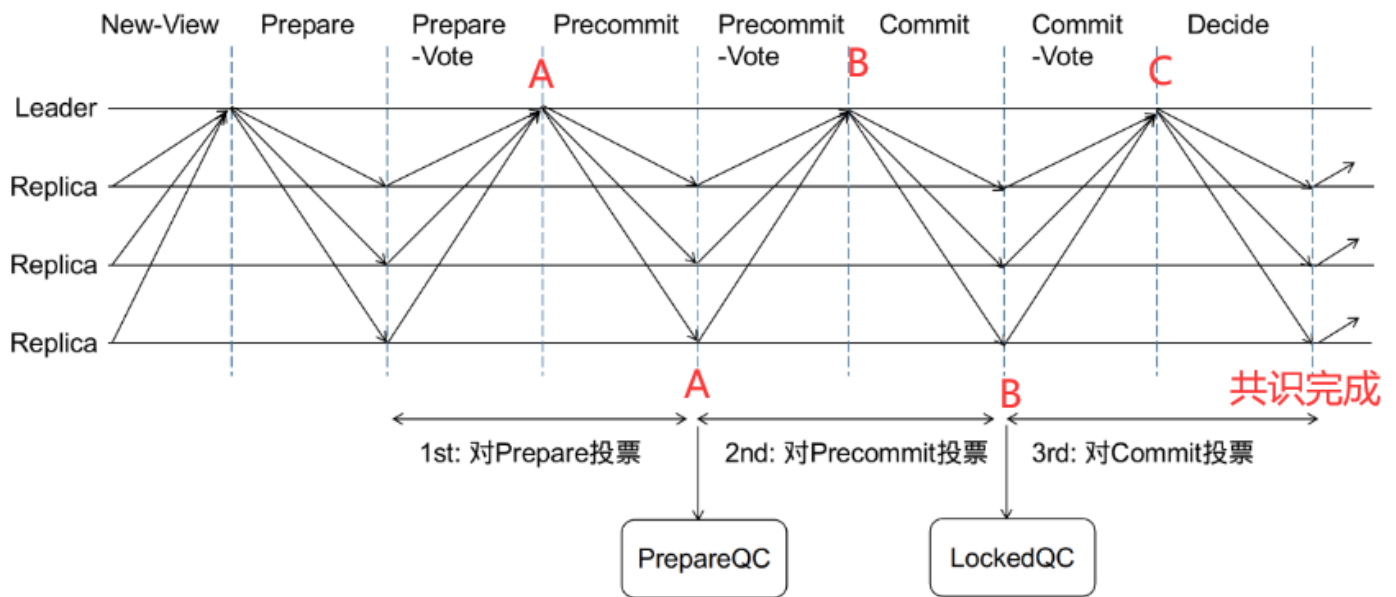 New-View Prepare Prepare Precommit Precommit Commit Commit Decide
-Vote -Vote -Vote
A B C
Leader
Replica
Replica
Replica
A B 共识完成
1st: 对Prepare投票 2nd: 对Precommit投票 3rd: 对Commit投票
PrepareQC LockedQC